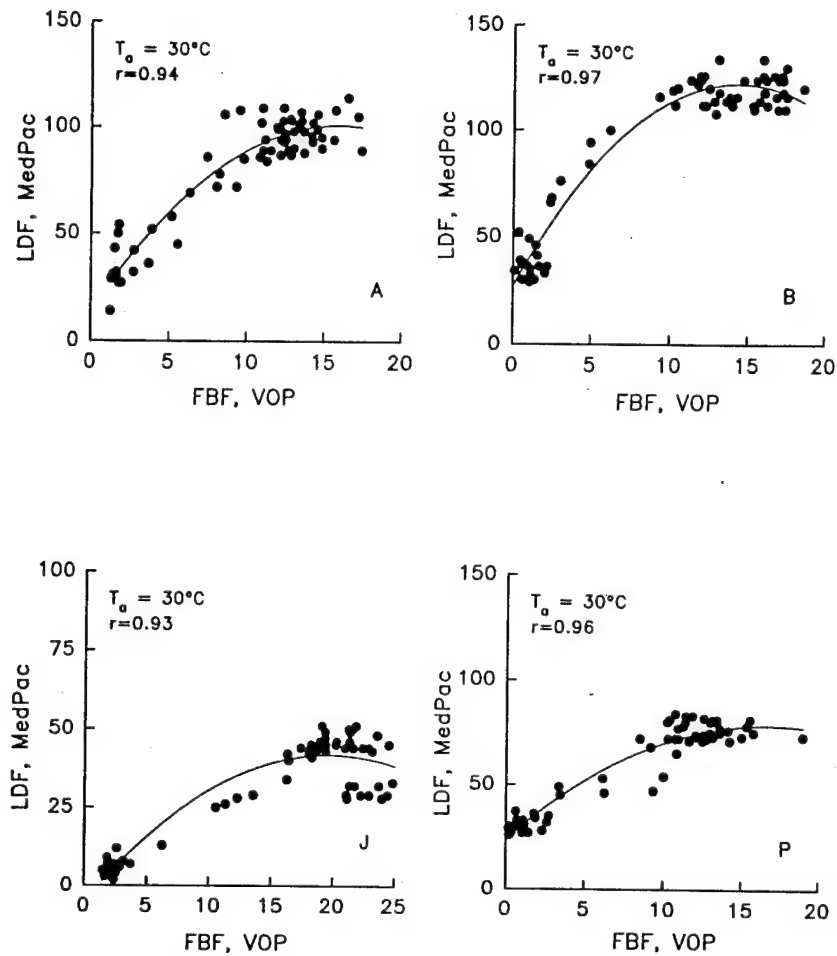 150
100
50
0
LDF, MedPac
Ta = 30°C
r=0.94
A
0 5 10 15 20
FBF, VOP
150
100
50
0
LDF, MedPac
Ta = 30°C
r=0.97
B
0 5 10 15 20
FBF, VOP
100
75
50
25
0
LDF, MedPac
Ta = 30°C
r=0.93
J
0 5 10 15 20 25
FBF, VOP
150
100
50
0
LDF, MedPac
Ta = 30°C
r=0.96
P
0 5 10 15 20
FBF, VOP